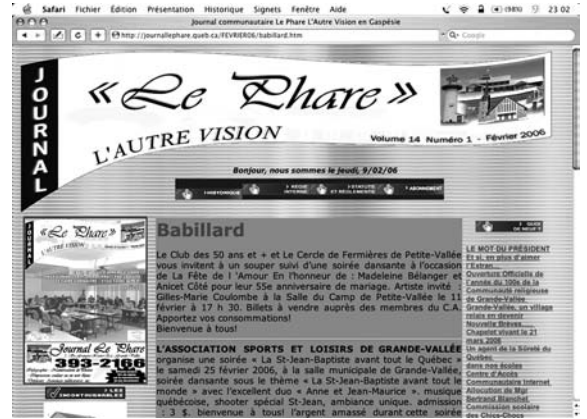 Safari Fichier Édition Présentation Historique Signets Fenêtre Aide (98%) 23 02
Journal communautaire Le Phare L'Autre Vision en Gaspésie
http://journallephare.queb.ca/FEVRIER06/babillard.htm
Google
JOURNAL
«Le Phare»
L'AUTRE VISION
Volume 14 Numéro 1 - Février 2006
Bonjour, nous sommes le Jeudi, 9/02/06
HISTORIQUE
RÉGIE INTERNE
STATUTS ET RÈGLEMENTS
ABONNEMENT
JOURNAL
«Le Phare»
L'AUTRE VISION
Journal Le Phare
393-2166
INCONTOURNABLES
Babillard
Le Club des 50 ans et + et Le Cercle de Fermières de Petite-Vallée
vous invitent à un souper suivi d'une soirée dansante à l'occasion
de La Fête de l 'Amour En l'honneur de : Madeleine Bélanger et
Anicet Côté pour leur 55e anniversaire de mariage. Artiste invité :
Gilles-Marie Coulombe à la Salle du Camp de Petite-Vallée le 11
février à 17 h 30. Billets à vendre auprès des membres du C.A.
Apportez vos consommations!
Bienvenue à tous!
L'ASSOCIATION SPORTS ET LOISIRS DE GRANDE-VALLÉE
organise une soirée « La St-Jean-Baptiste avant tout le Québec »
le samedi 25 février 2006, à la salle municipale de Grande-Vallée,
soirée dansante sous le thème « La St-Jean-Baptiste avant tout le
monde » avec l'excellent duo Anne et Jean-Maurice ». musique
québécoise, shooter spécial St-Jean, ambiance unique. admission
: 3 $. bienvenue à tous! l'argent amassé durant cette soirée
LE MOT DU PRÉSIDENT
Et si, en plus d'aimer
l'Estran...
Ouverture Officielle de
l'année du 100e de la
Communauté religieuse
de Grande-Vallée
Grande-Vallée, un village
relais en devenir
Nouvelle Brèves....
Chapelet vivant le 21
mars 2006
Un agent de la Sûreté du
Québec
dans nos écoles
Centre d'Accès
Communautaire Internet
Allocution de Mgr
Bertrand Blanchet
Commission scolaire
des Chics-Chocs